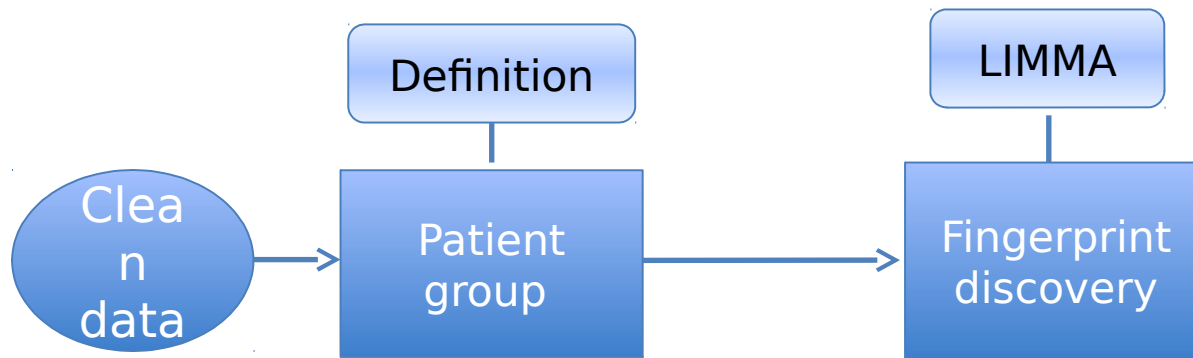 Definition
LIMMA
Clea
n
data
Patient
group
Fingerprint
discovery